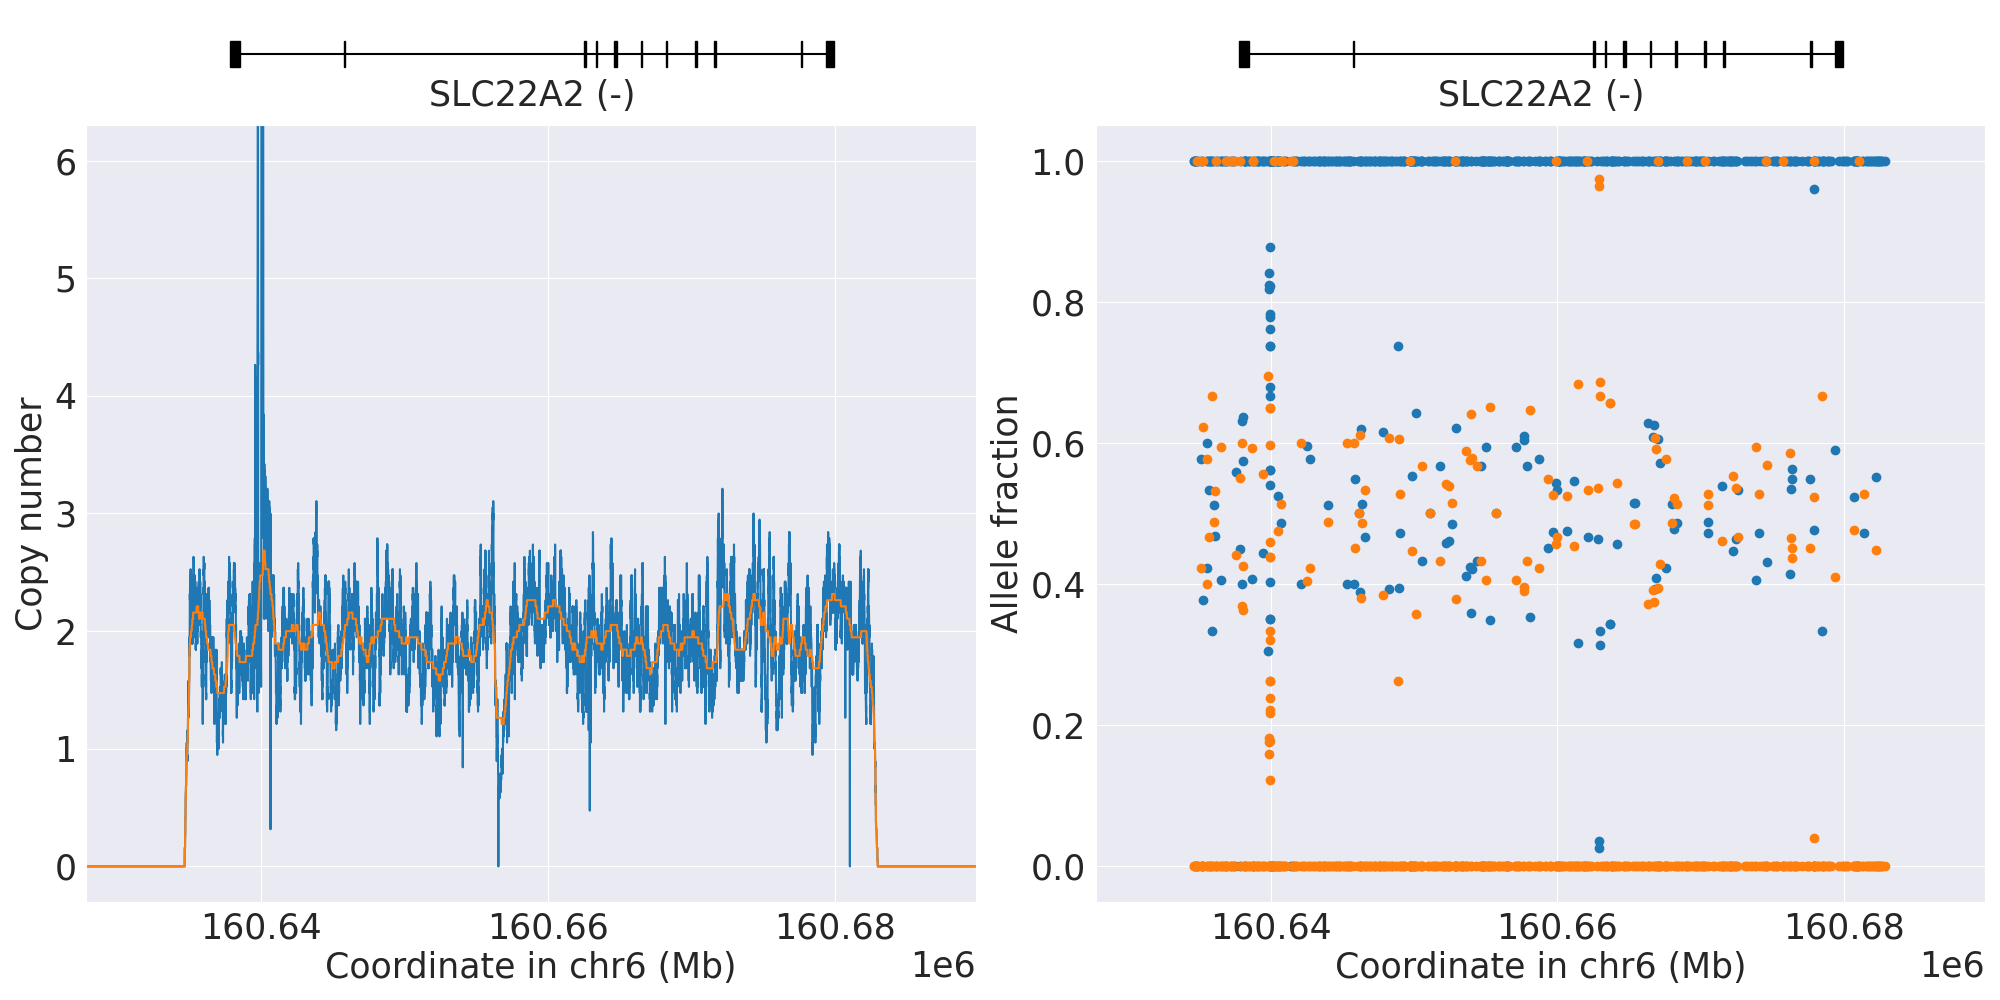 SLC22A2 (-)
Copy number
6
5
4
3
2
1
0
160.64
160.66
160.68
Coordinate in chr6 (Mb)
1e6
SLC22A2 (-)
Allele fraction
1.0
0.8
0.6
0.4
0.2
0.0
160.64
160.66
160.68
Coordinate in chr6 (Mb)
1e6